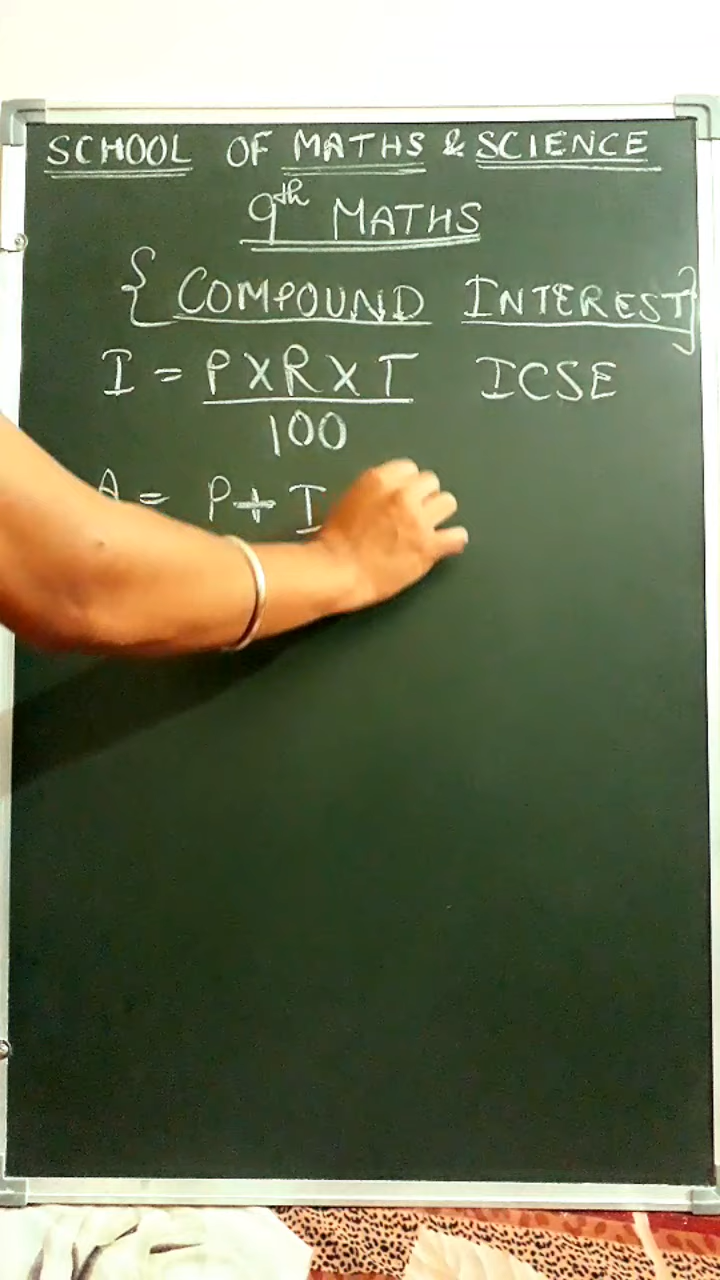 SCHOOL OF MATHS & SCIENCE
9th MATHS
{ COMPOUND INTEREST}
I = P X R X T / 100 ICSE
A = P + I